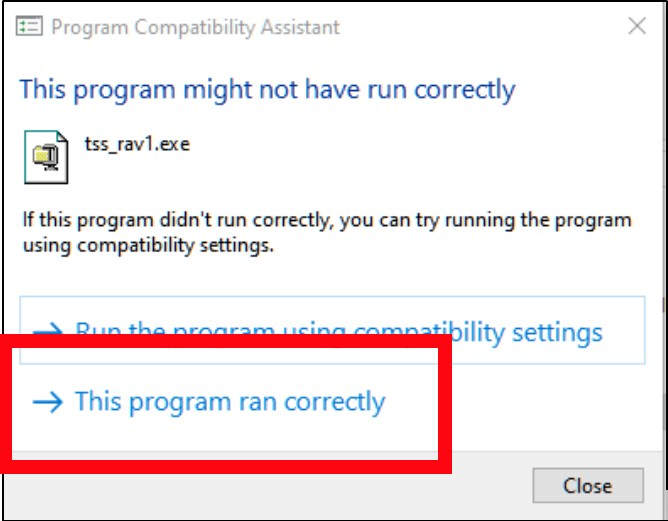 Program Compatibility Assistant
This program might not have run correctly
tss_rav1.exe
If this program didn't run correctly, you can try running the program
using compatibility settings.
Run the program using compatibility settings
This program ran correctly
Close